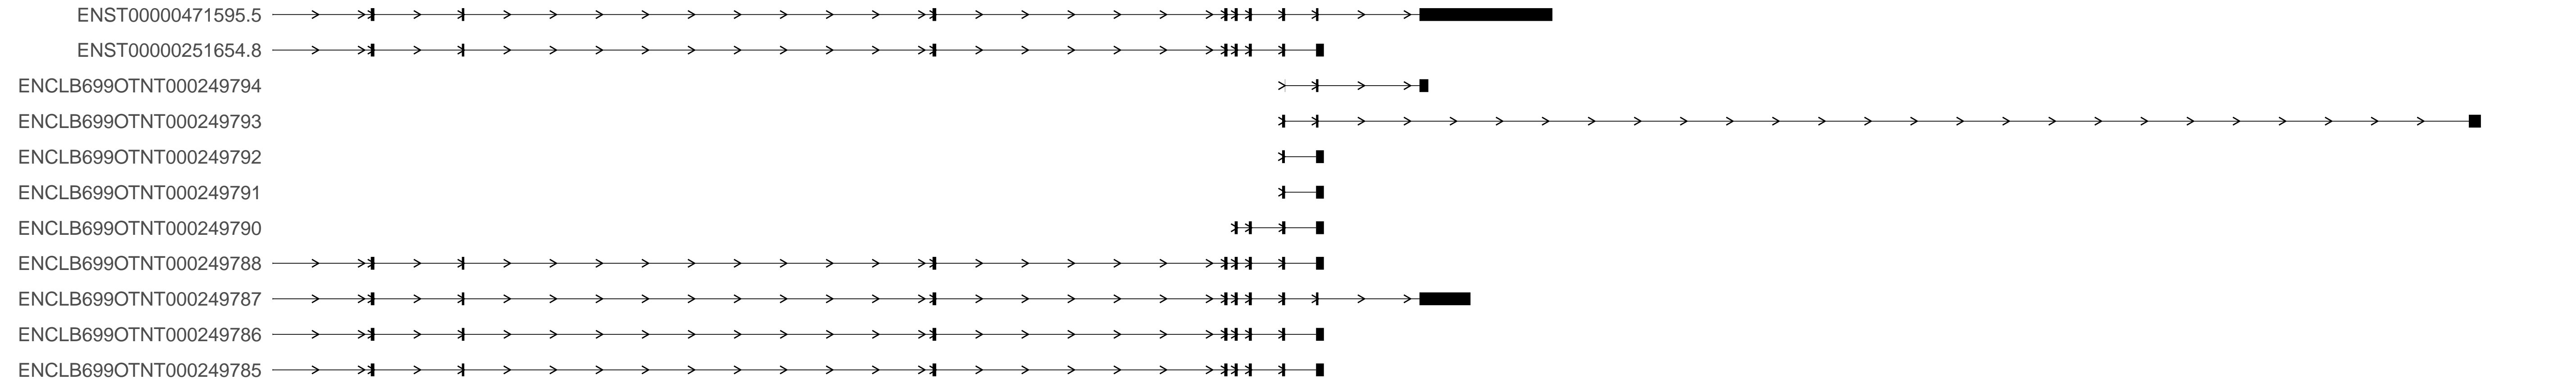 ENST00000471595.5
ENST00000251654.8
ENCLB699OTNT000249794
ENCLB699OTNT000249793
ENCLB699OTNT000249792
ENCLB699OTNT000249791
ENCLB699OTNT000249790
ENCLB699OTNT000249788
ENCLB699OTNT000249787
ENCLB699OTNT000249786
ENCLB699OTNT000249785